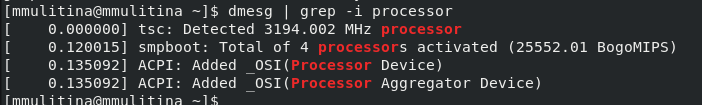 [mmulitina@mmulitina ~]$ dmesg | grep -i processor
[    0.000000] tsc: Detected 3194.002 MHz processor
[    0.120015] smpboot: Total of 4 processors activated (25552.01 BogoMIPS)
[    0.135092] ACPI: Added _OSI(Processor Device)
[    0.135092] ACPI: Added _OSI(Processor Aggregator Device)
[mmulitina@mmulitina ~]$